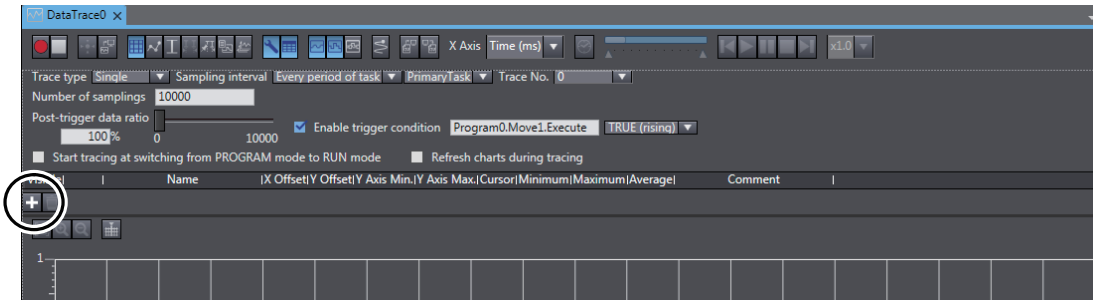 DataTrace0 x
X Axis Time (ms) x1.0
Trace type Single Sampling interval Every period of task PrimaryTask Trace No. 0
Number of samplings 10000
Post-trigger data ratio
100 % 0 10000 Enable trigger condition Program0.Move1.Execute TRUE (rising)
Start tracing at switching from PROGRAM mode to RUN mode Refresh charts during tracing
Visible| | Name |X Offset|Y Offset|Y Axis Min.|Y Axis Max.|Cursor|Minimum|Maximum|Average| Comment |
1